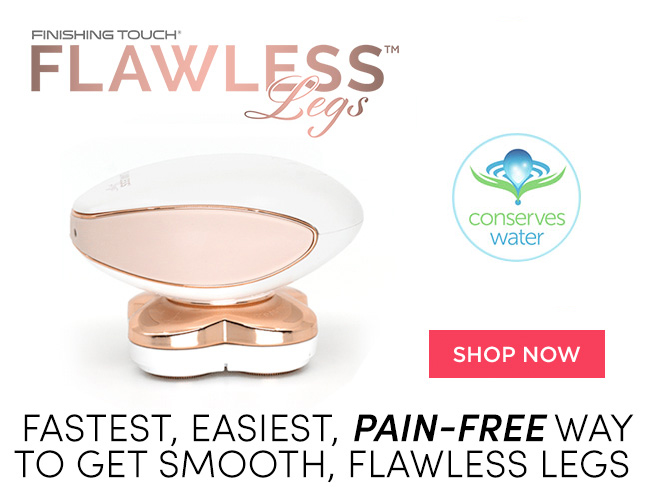 FINISHING TOUCH®
FLAWLESS™
Legs
conserves
water
SHOP NOW
FASTEST, EASIEST, PAIN-FREE WAY
TO GET SMOOTH, FLAWLESS LEGS